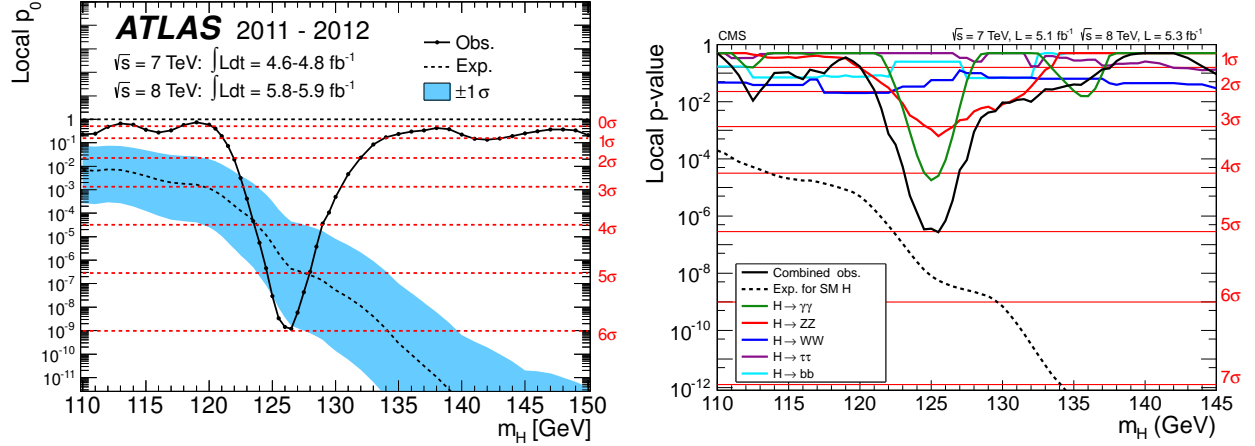 ATLAS 2011 - 2012
√s = 7 TeV: ∫Ldt = 4.6-4.8 fb⁻¹
√s = 8 TeV: ∫Ldt = 5.8-5.9 fb⁻¹
Obs.
Exp.
±1σ
Local p₀
1
10⁻¹
10⁻²
10⁻³
10⁻⁴
10⁻⁵
10⁻⁶
10⁻⁷
10⁻⁸
10⁻⁹
10⁻¹⁰
10⁻¹¹
0σ
1σ
2σ
3σ
4σ
5σ
6σ
110 115 120 125 130 135 140 145 150
m_H [GeV]
CMS √s = 7 TeV, L = 5.1 fb⁻¹ √s = 8 TeV, L = 5.3 fb⁻¹
Local p-value
1
10⁻²
10⁻⁴
10⁻⁶
10⁻⁸
10⁻¹⁰
10⁻¹²
1σ
2σ
3σ
4σ
5σ
6σ
7σ
Combined obs.
Exp. for SM H
H → γγ
H → ZZ
H → WW
H → ττ
H → bb
110 115 120 125 130 135 140 145
m_H (GeV)